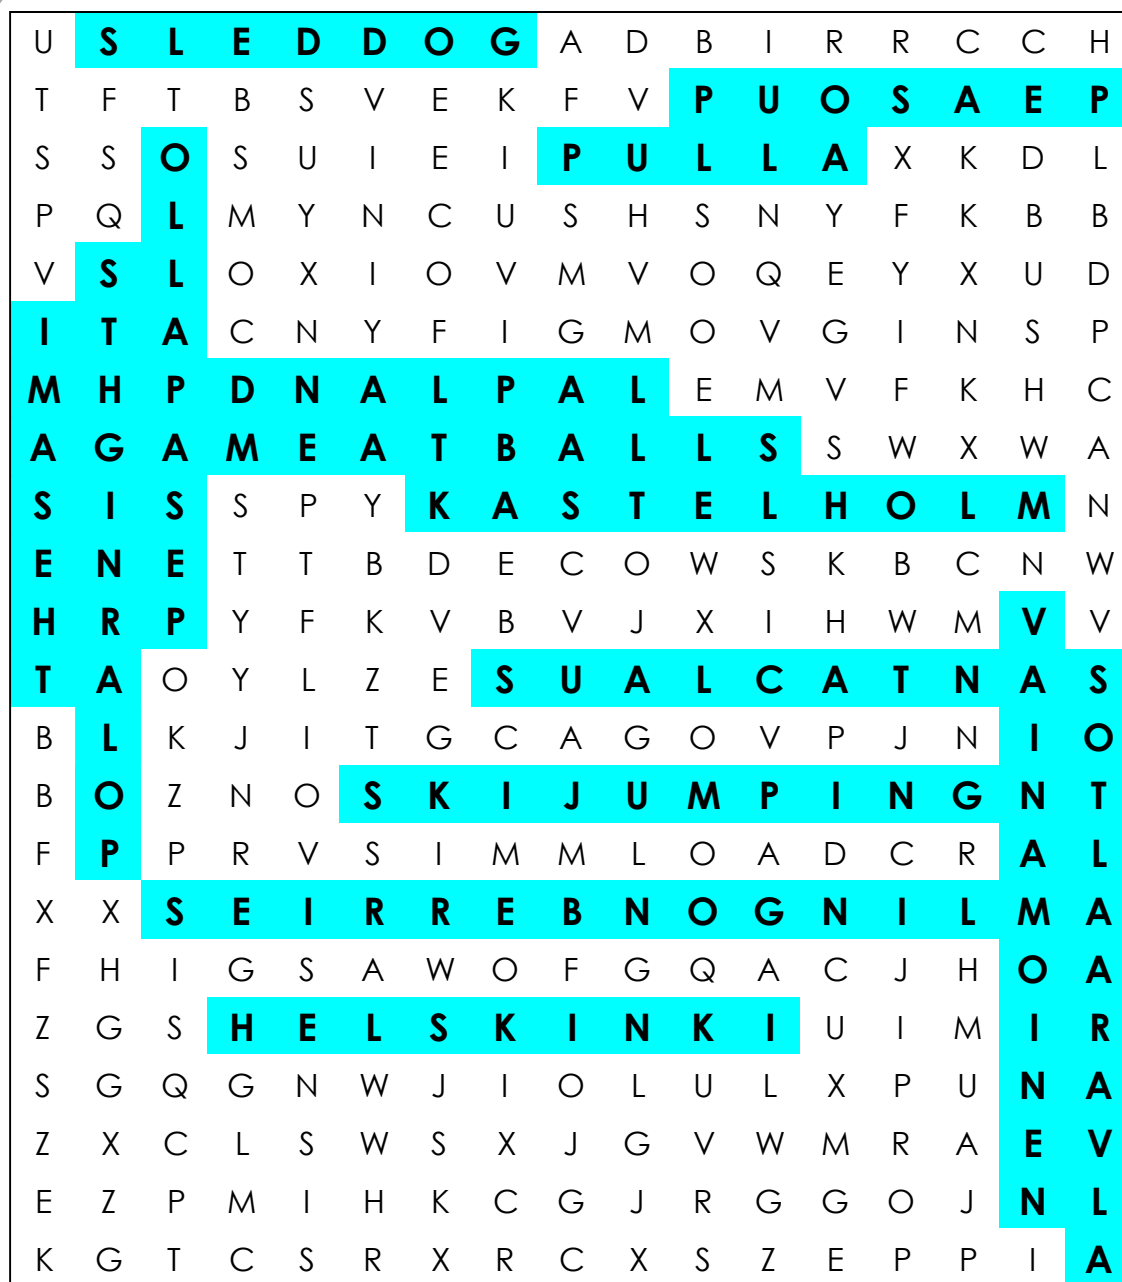 U S L E D D O G A D B I R R C C H
T F T B S V E K F V P U O S A E P
S S O S U I E I P U L L A X K D L
P Q L M Y N C U S H S N Y F K B B
V S L O X I O V M V O Q E Y X U D
I T A C N Y F I G M O V G I N S P
M H P D N A L P A L E M V F K H C
A G A M E A T B A L L S S W X W A
S I S S P Y K A S T E L H O L M N
E N E T T B D E C O W S K B C N W
H R P Y F K V B V J X I H W M V V
T A O Y L Z E S U A L C A T N A S
B L K J I T G C A G O V P J N I O
B O Z N O S K I J U M P I N G N T
F P P R V S I M M L O A D C R A L
X X S E I R R E B N O G N I L M A
F H I G S A W O F G Q A C J H O A
Z G S H E L S K I N K I U I M I R
S G Q G N W J I O L U L X P U N A
Z X C L S W S X J G V W M R A E V
E Z P M I H K C G J R G G O J N L
K G T C S R X R C X S Z E P P I A